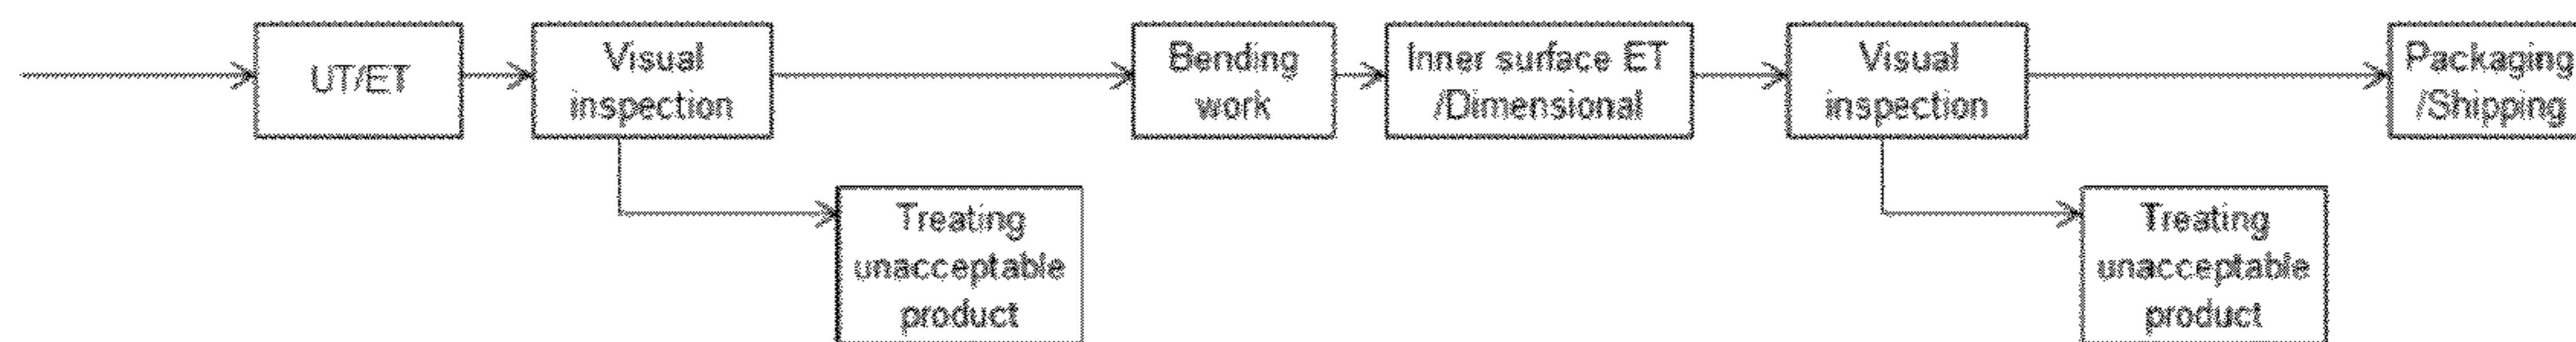 UT/ET
Visual
inspection
Bending
work
Inner surface ET
/Dimensional
Visual
inspection
Packaging
/Shipping
Treating
unacceptable
product
Treating
unacceptable
product